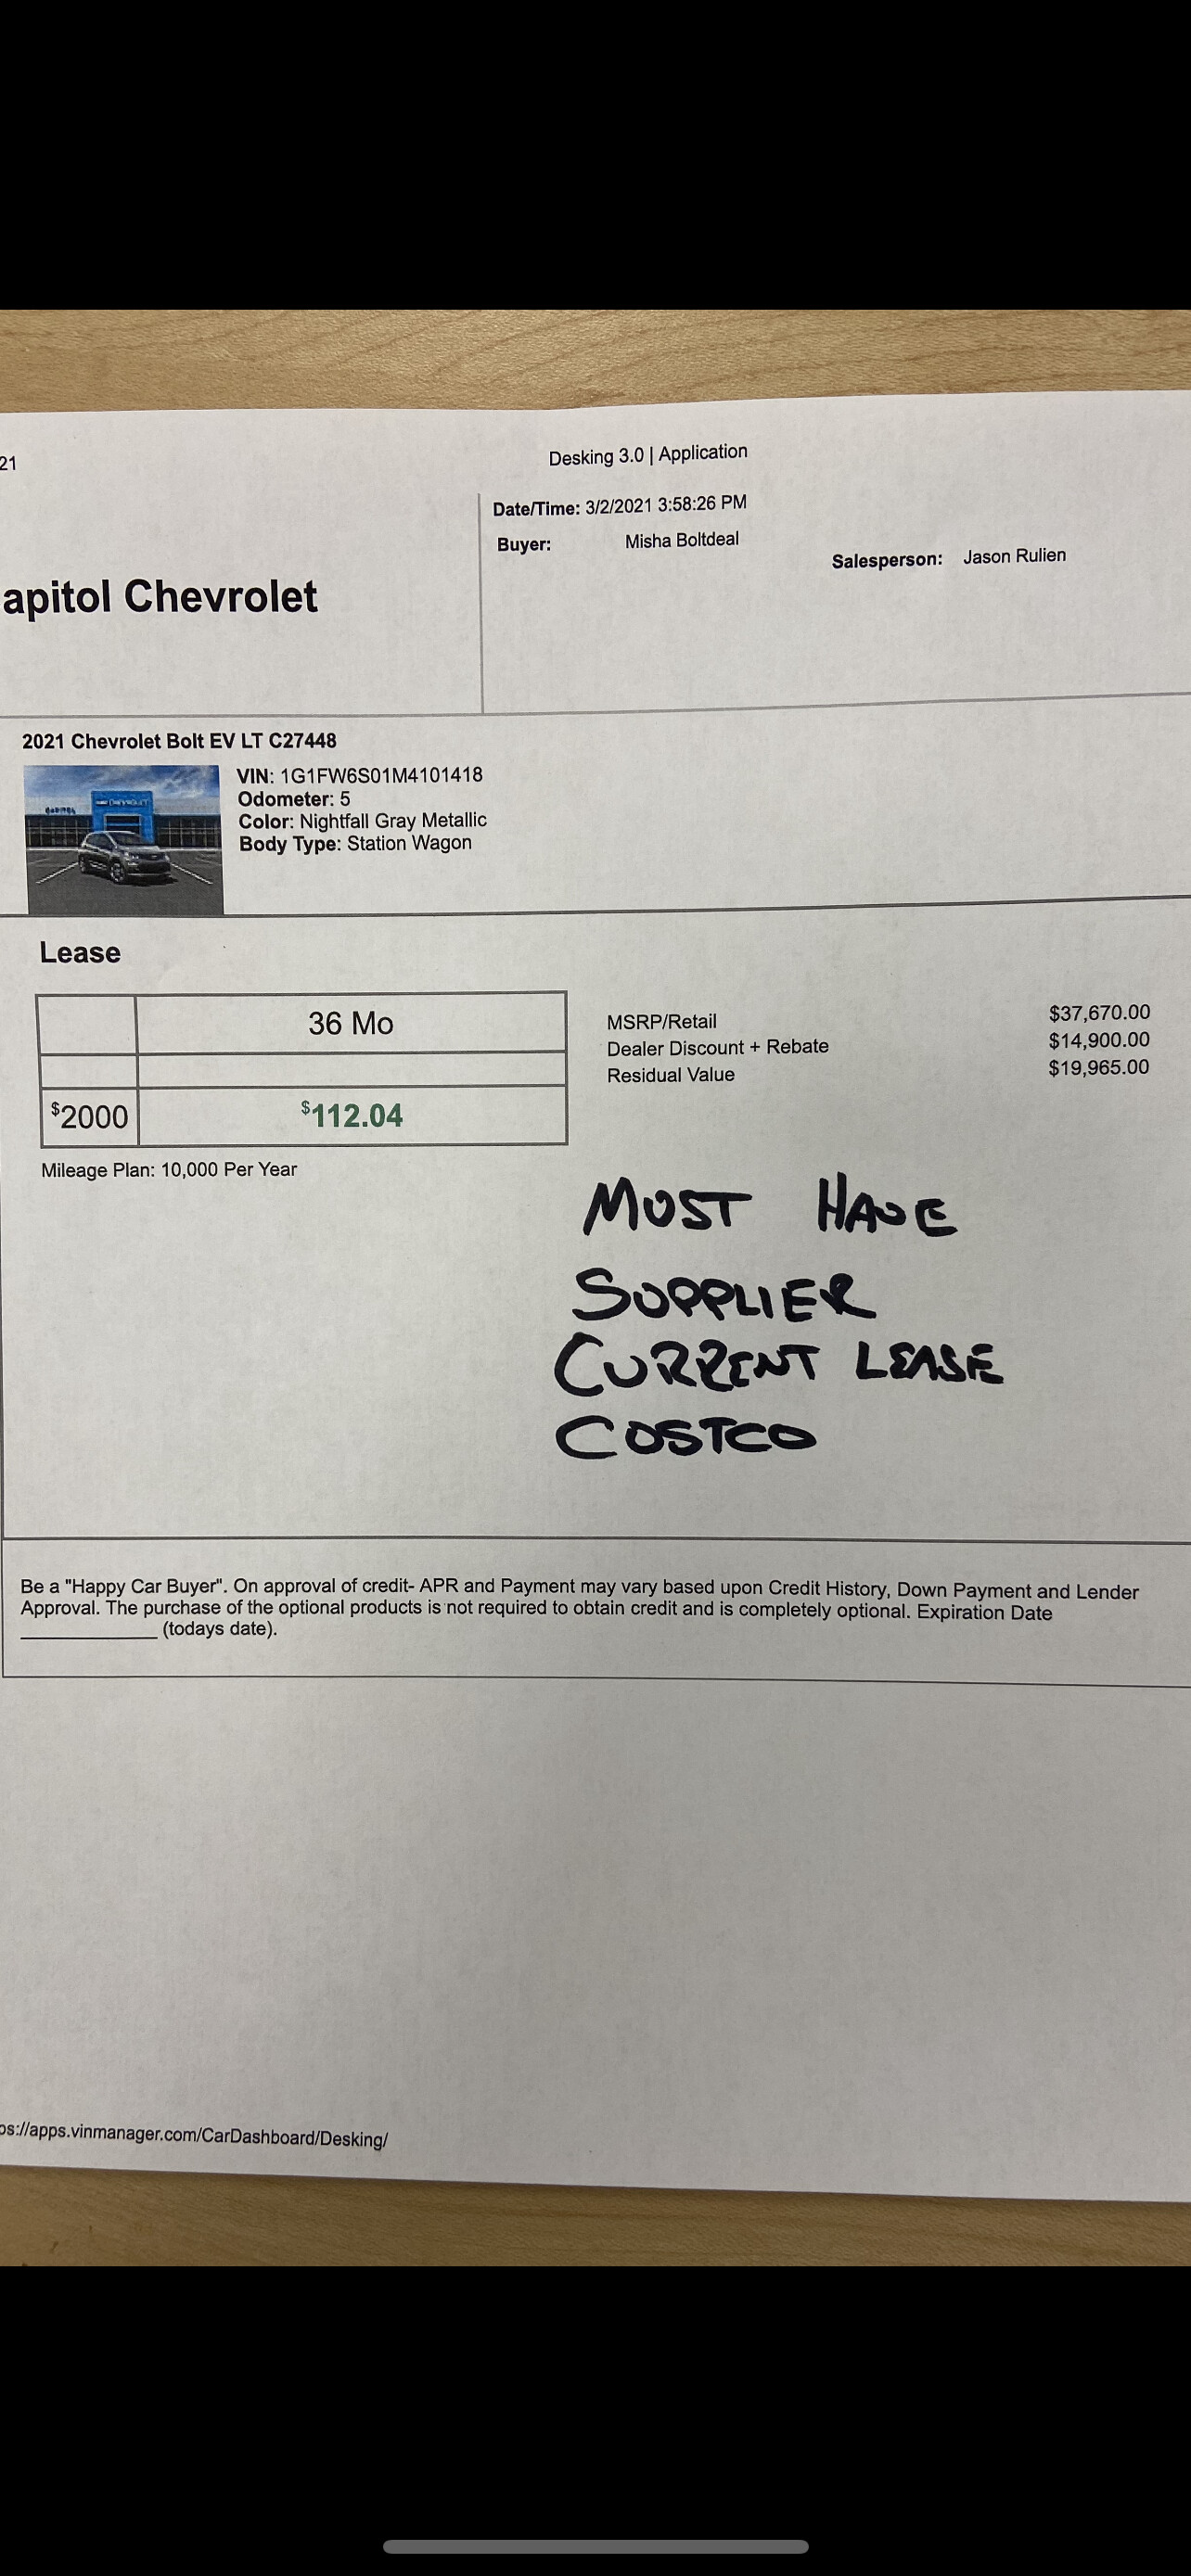 21
Desking 3.0 | Application
Date/Time: 3/2/2021 3:58:26 PM
Buyer: Misha Boltdeal
Salesperson: Jason Rulien
apitol Chevrolet
2021 Chevrolet Bolt EV LT C27448
VIN: 1G1FW6S01M4101418
Odometer: 5
Color: Nightfall Gray Metallic
Body Type: Station Wagon
CHEVROLET
Lease
36 Mo
$2000 $112.04
Mileage Plan: 10,000 Per Year
MSRP/Retail $37,670.00
Dealer Discount + Rebate $14,900.00
Residual Value $19,965.00
MUST HAVE
SUPPLIER
CURRENT LEASE
COSTCO
Be a "Happy Car Buyer". On approval of credit- APR and Payment may vary based upon Credit History, Down Payment and Lender
Approval. The purchase of the optional products is not required to obtain credit and is completely optional. Expiration Date
______________ (todays date).
ps://apps.vinmanager.com/CarDashboard/Desking/